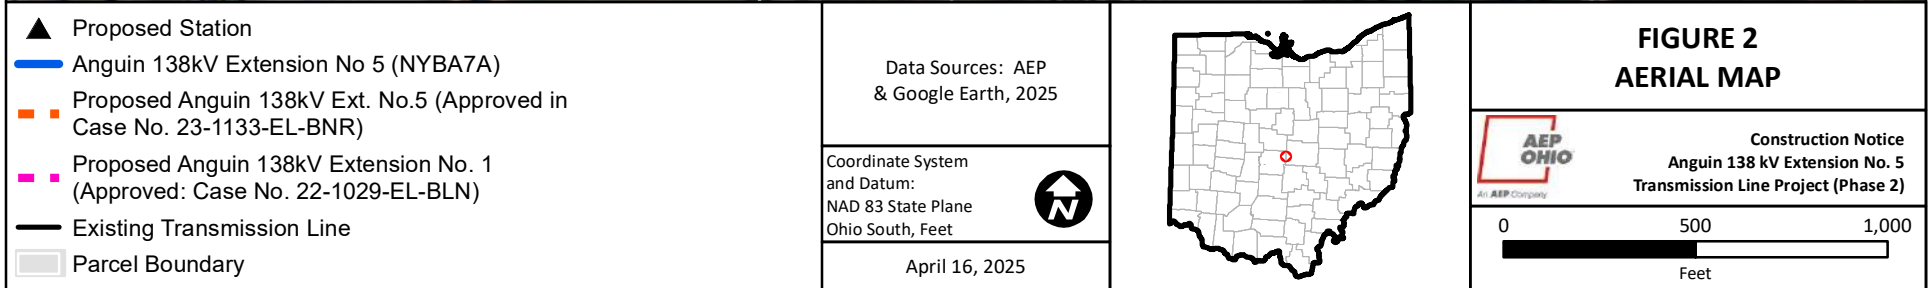 Proposed Station
Anguin 138kV Extension No 5 (NYBA7A)
Proposed Anguin 138kV Ext. No.5 (Approved in
Case No. 23-1133-EL-BNR)
Proposed Anguin 138kV Extension No. 1
(Approved: Case No. 22-1029-EL-BLN)
Existing Transmission Line
Parcel Boundary
Data Sources: AEP
& Google Earth, 2025
Coordinate System
and Datum:
NAD 83 State Plane
Ohio South, Feet
N
April 16, 2025
FIGURE 2
AERIAL MAP
AEP
OHIO
An AEP Company
Construction Notice
Anguin 138 kV Extension No. 5
Transmission Line Project (Phase 2)
0 500 1,000
Feet